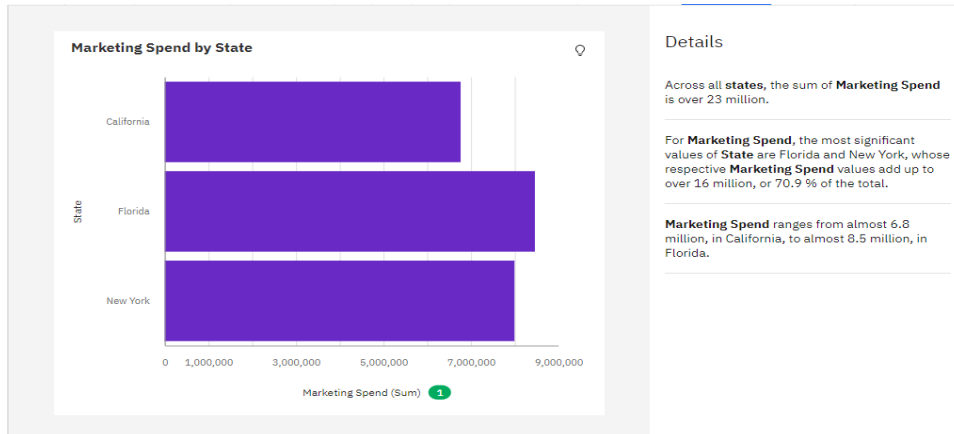 Marketing Spend by State
California
Florida
New York
State
0 1,000,000 3,000,000 5,000,000 7,000,000 9,000,000
Marketing Spend (Sum) 1
Details
Across all states, the sum of Marketing Spend
is over 23 million.
For Marketing Spend, the most significant
values of State are Florida and New York, whose
respective Marketing Spend values add up to
over 16 million, or 70.9 % of the total.
Marketing Spend ranges from almost 6.8
million, in California, to almost 8.5 million, in
Florida.